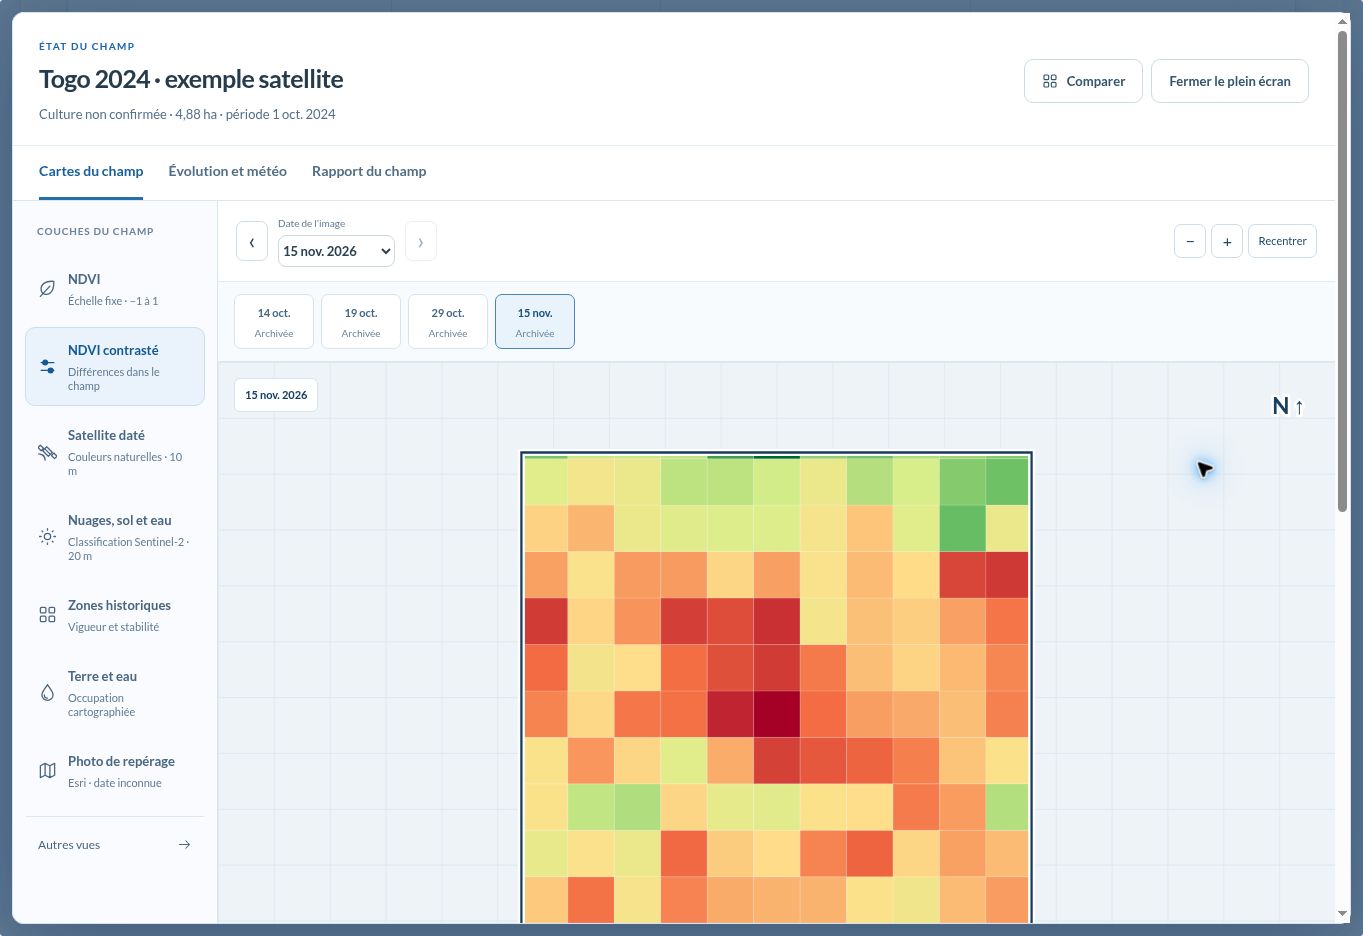 ÉTAT DU CHAMP
Togo 2024 · exemple satellite
Culture non confirmée · 4,88 ha · période 1 oct. 2024
Comparer
Fermer le plein écran
Cartes du champ
Évolution et météo
Rapport du champ
COUCHES DU CHAMP
NDVI
Échelle fixe · −1 à 1
NDVI contrasté
Différences dans le
champ
Satellite daté
Couleurs naturelles · 10
m
Nuages, sol et eau
Classification Sentinel-2 ·
20 m
Zones historiques
Vigueur et stabilité
Terre et eau
Occupation
cartographiée
Photo de repérage
Esri · date inconnue
Autres vues →
‹
Date de l'image
15 nov. 2026
›
−
+
Recentrer
14 oct.
Archivée
19 oct.
Archivée
29 oct.
Archivée
15 nov.
Archivée
15 nov. 2026
N ↑